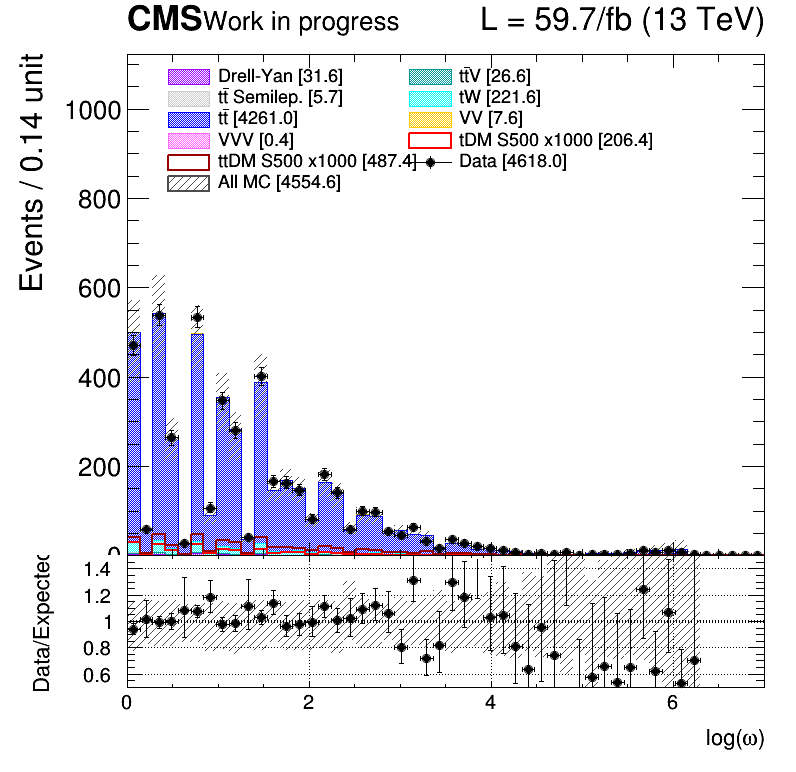 CMS Work in progress L = 59.7/fb (13 TeV)
Drell-Yan [31.6] tt̄V [26.6]
tt̄ Semilep. [5.7] tW [221.6]
tt̄ [4261.0] VV [7.6]
VVV [0.4] tDM S500 x1000 [206.4]
ttDM S500 x1000 [487.4] Data [4618.0]
All MC [4554.6]
Events / 0.14 unit
1000
800
600
400
200
0
Data/Expected
1.4
1.2
1
0.8
0.6
0 2 4 6
log(ω)